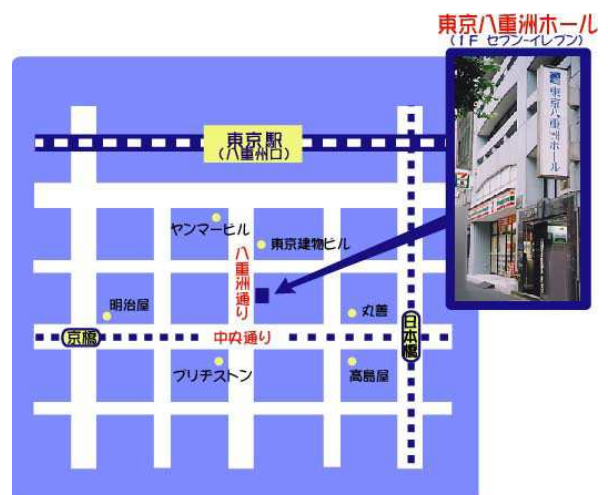 東京八重洲ホール
(1F セブン-イレブン)
東京八重洲ホール
東京駅
(八重州口)
ヤンマービル
東京建物ビル
八重洲通り
明治屋
丸善
京橋
中央通り
日本橋
ブリヂストン
高島屋